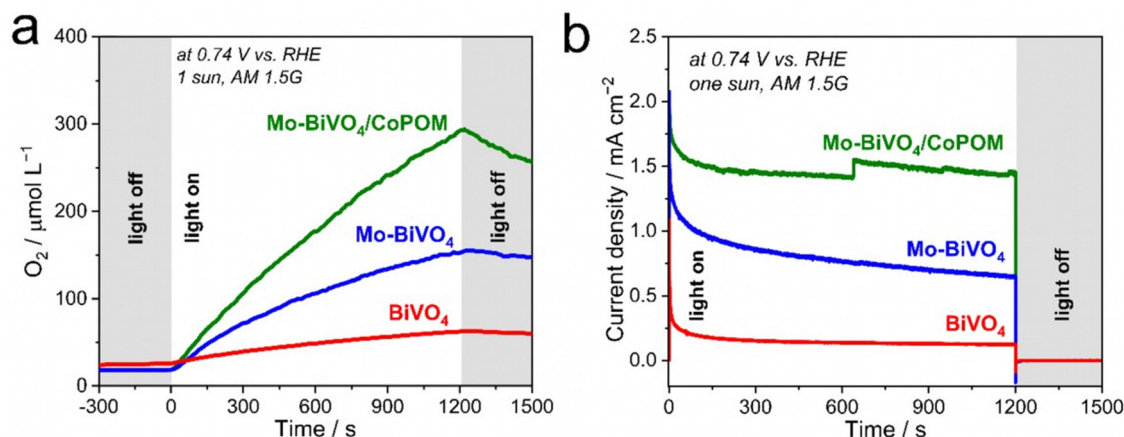 a
400
300
200
100
0
O₂ / μmol L⁻¹
at 0.74 V vs. RHE
1 sun, AM 1.5G
Mo-BiVO₄/CoPOM
Mo-BiVO₄
BiVO₄
light off
light on
light off
-300 0 300 600 900 1200 1500
Time / s
b
2.5
2.0
1.5
1.0
0.5
0.0
Current density / mA cm⁻²
at 0.74 V vs. RHE
one sun, AM 1.5G
Mo-BiVO₄/CoPOM
Mo-BiVO₄
BiVO₄
light on
light off
0 300 600 900 1200 1500
Time / s